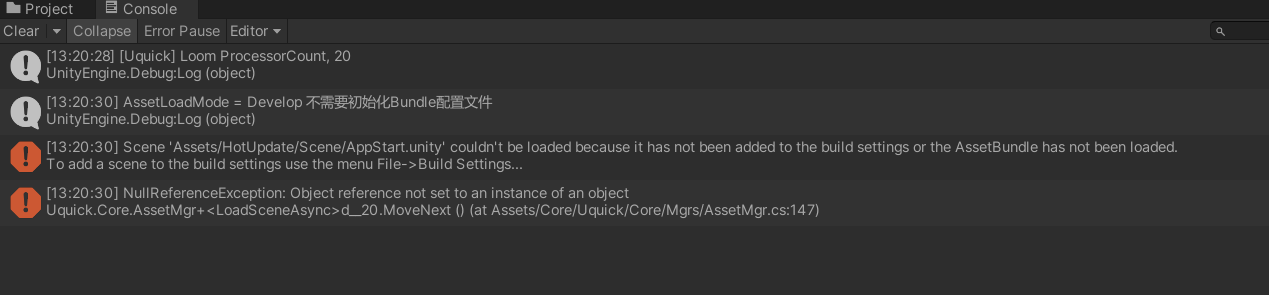 Project
Console
Clear
Collapse
Error Pause
Editor
[13:20:28] [Uquick] Loom ProcessorCount, 20
UnityEngine.Debug:Log (object)
[13:20:30] AssetLoadMode = Develop 不需要初始化Bundle配置文件
UnityEngine.Debug:Log (object)
[13:20:30] Scene 'Assets/HotUpdate/Scene/AppStart.unity' couldn't be loaded because it has not been added to the build settings or the AssetBundle has not been loaded.
To add a scene to the build settings use the menu File->Build Settings...
[13:20:30] NullReferenceException: Object reference not set to an instance of an object
Uquick.Core.AssetMgr+<LoadSceneAsync>d__20.MoveNext () (at Assets/Core/Uquick/Core/Mgrs/AssetMgr.cs:147)